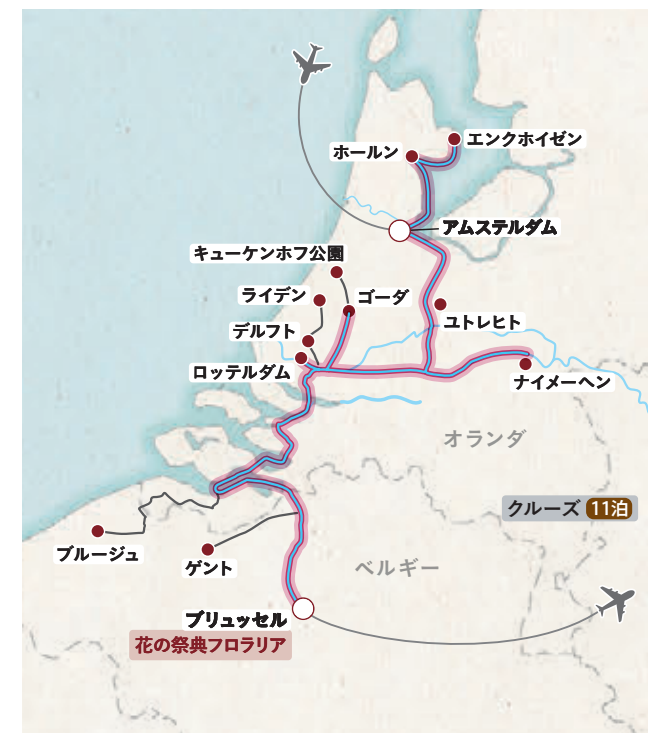 エンクホイゼン
ホールン
アムステルダム
キューケンホフ公園
ライデン
ゴーダ
デルフト
ユトレヒト
ロッテルダム
ナイメーヘン
オランダ
クルーズ 11泊
ブルージュ
ゲント
ベルギー
ブリュッセル
花の祭典フロラリア